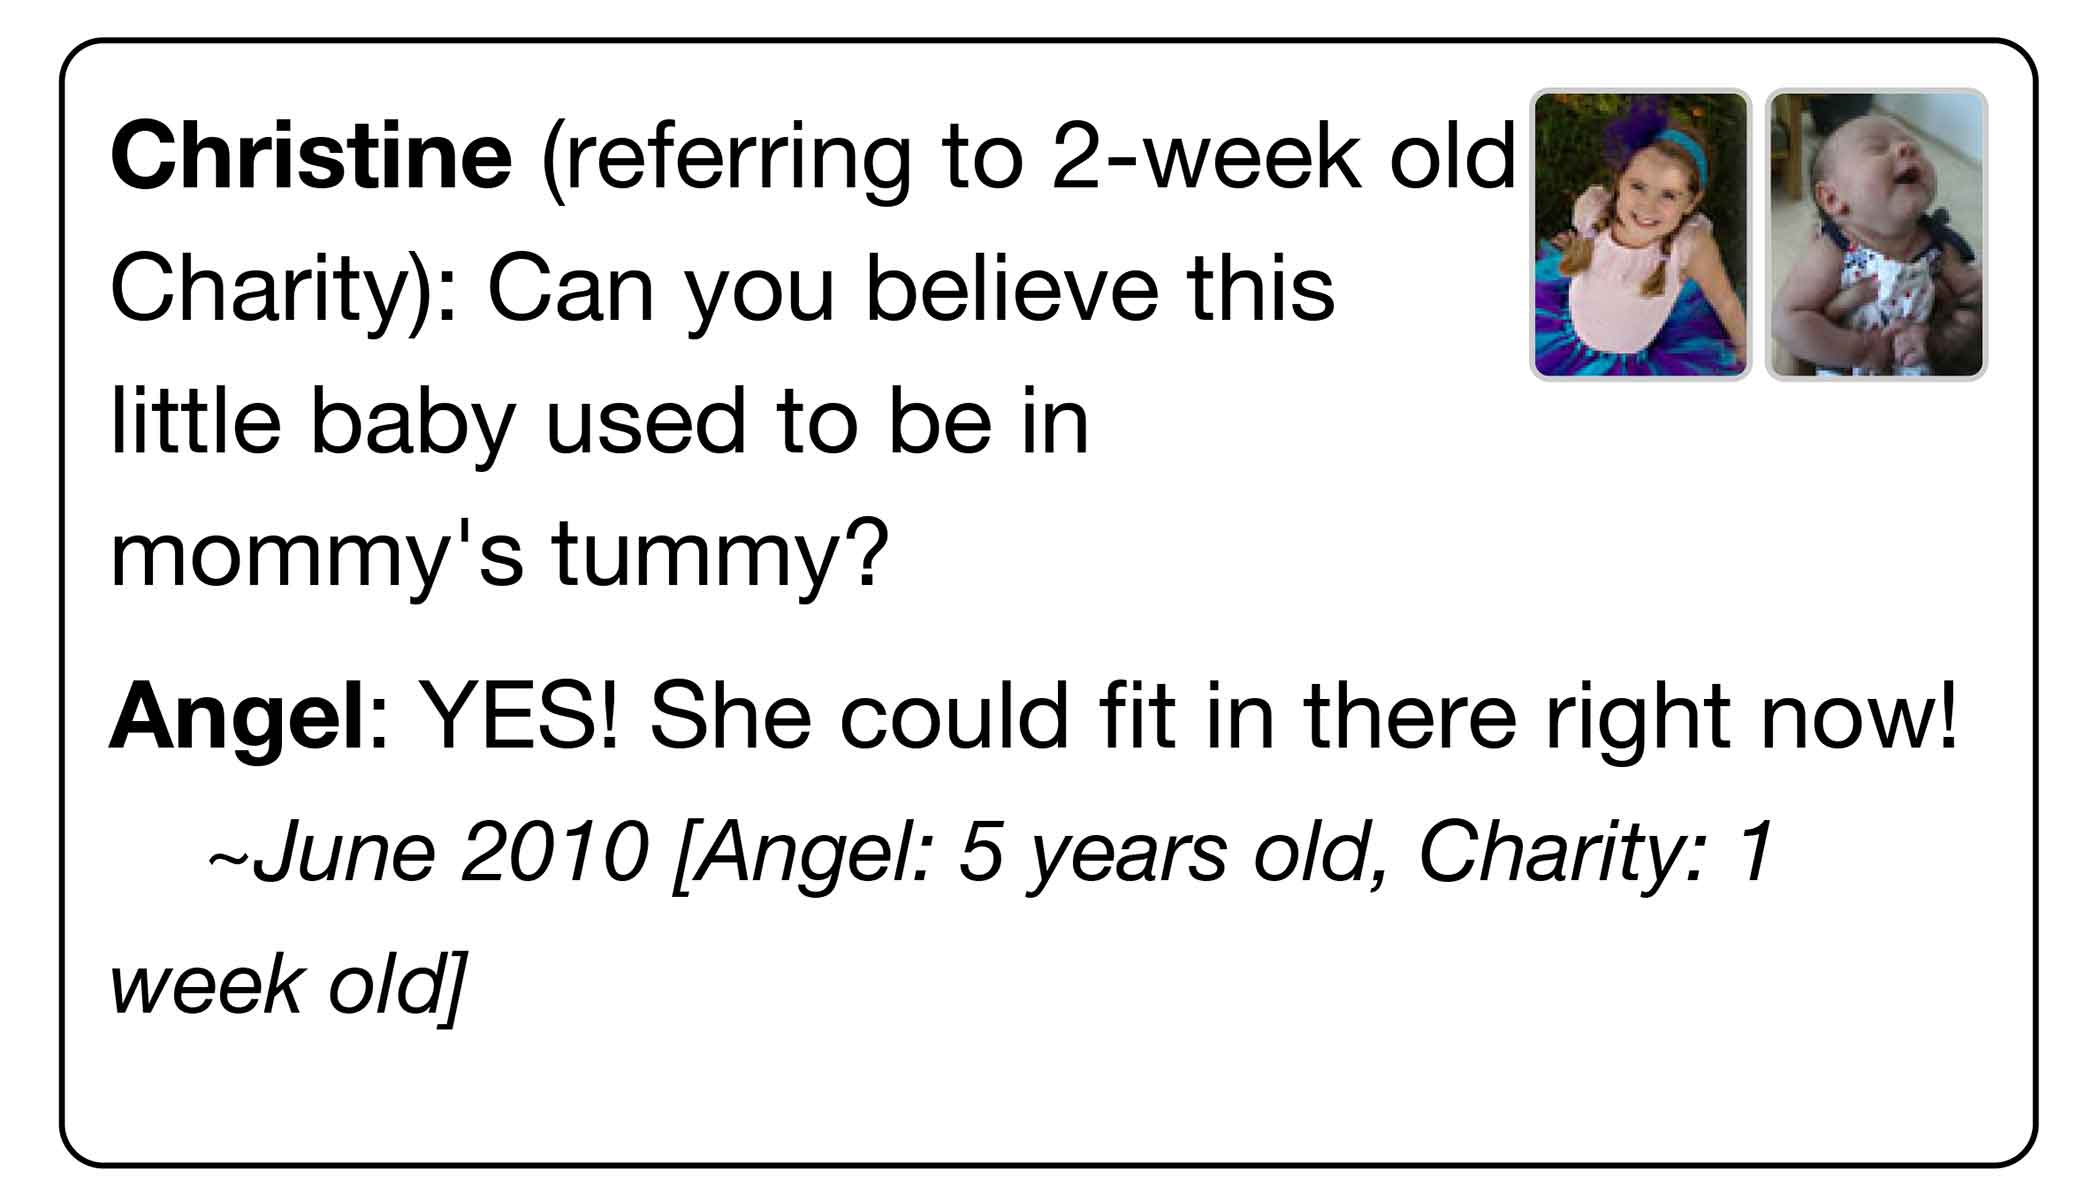 Christine (referring to 2-week old
Charity): Can you believe this
little baby used to be in
mommy's tummy?
Angel: YES! She could fit in there right now!
~June 2010 [Angel: 5 years old, Charity: 1
week old]